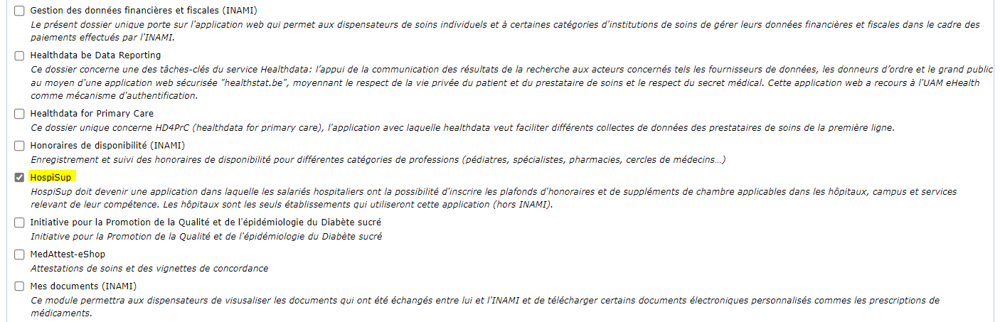 Gestion des données financières et fiscales (INAMI)
Le présent dossier unique porte sur l'application web qui permet aux dispensateurs de soins individuels et à certaines catégories d'institutions de soins de gérer leurs données financières et fiscales dans le cadre des
paiements effectués par l'INAMI.
Healthdata be Data Reporting
Ce dossier concerne une des tâches-clés du service Healthdata: l’appui de la communication des résultats de la recherche aux acteurs concernés tels les fournisseurs de données, les donneurs d’ordre et le grand public
au moyen d'une application web sécurisée "healthstat.be", moyennant le respect de la vie privée du patient et du prestataire de soins et le respect du secret médical. Cette application web a recours à l'UAM eHealth
comme mécanisme d'authentification.
Healthdata for Primary Care
Ce dossier unique concerne HD4PrC (healthdata for primary care), l'application avec laquelle healthdata veut faciliter différents collectes de données des prestataires de soins de la première ligne.
Honoraires de disponibilité (INAMI)
Enregistrement et suivi des honoraires de disponibilité pour différentes catégories de professions (pédiatres, spécialistes, pharmacies, cercles de médecins…)
HospiSup
HospiSup doit devenir une application dans laquelle les salariés hospitaliers ont la possibilité d'inscrire les plafonds d'honoraires et de suppléments de chambre applicables dans les hôpitaux, campus et services
relevant de leur compétence. Les hôpitaux sont les seuls établissements qui utiliseront cette application (hors INAMI).
Initiative pour la Promotion de la Qualité et de l'épidémiologie du Diabète sucré
Initiative pour la Promotion de la Qualité et de l'épidémiologie du Diabète sucré
MedAttest-eShop
Attestations de soins et des vignettes de concordance
Mes documents (INAMI)
Ce module permettra aux dispensateurs de visusaliser les documents qui ont été échangés entre lui et l'INAMI et de télécharger certains documents électroniques personnalisés commes les prescriptions de
médicaments.